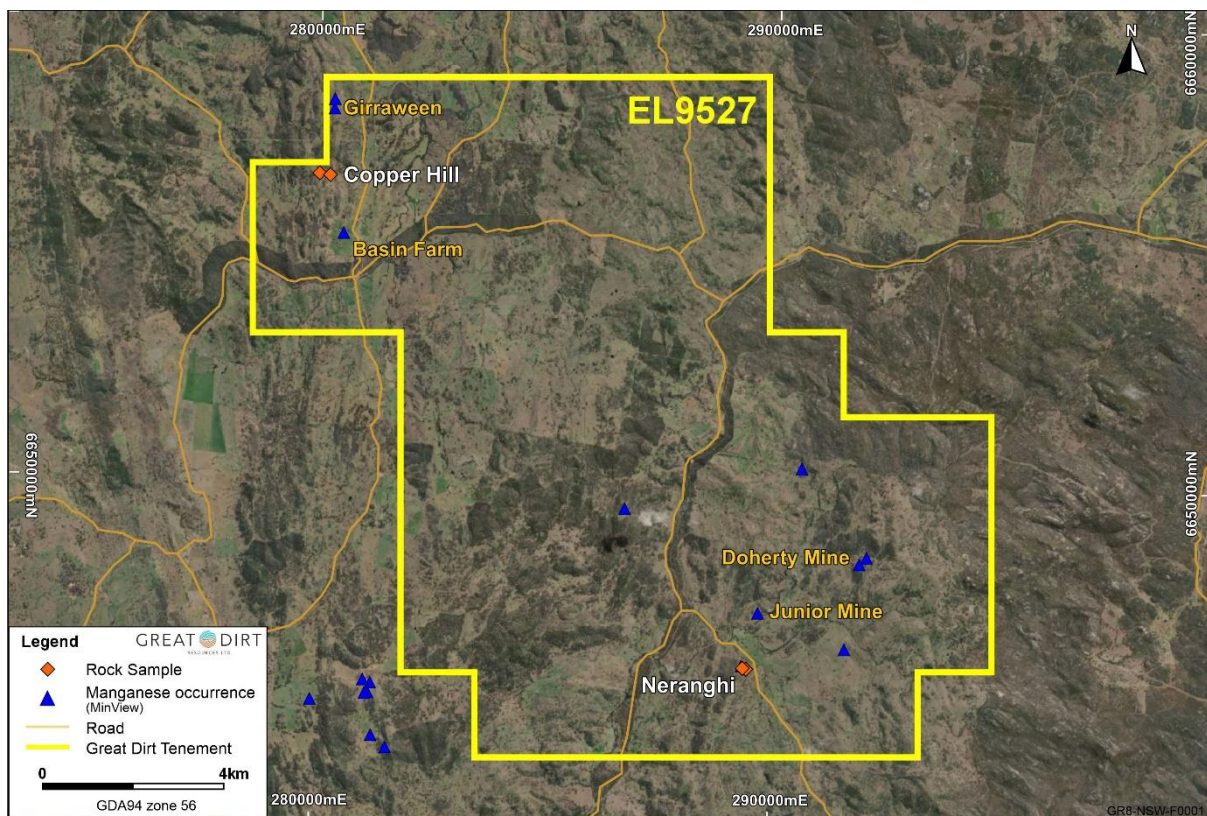 280000mE
290000mE
N
6660000mN
EL9527
Girraween
Copper Hill
Basin Farm
6650000mN
6650000mN
Doherty Mine
Junior Mine
Neranghi
Legend
GREAT DIRT
RESOURCES LTD
Rock Sample
Manganese occurrence
(MinView)
Road
Great Dirt Tenement
0
4km
GDA94 zone 56
280000mE
290000mE
GR8-NSW-F0001